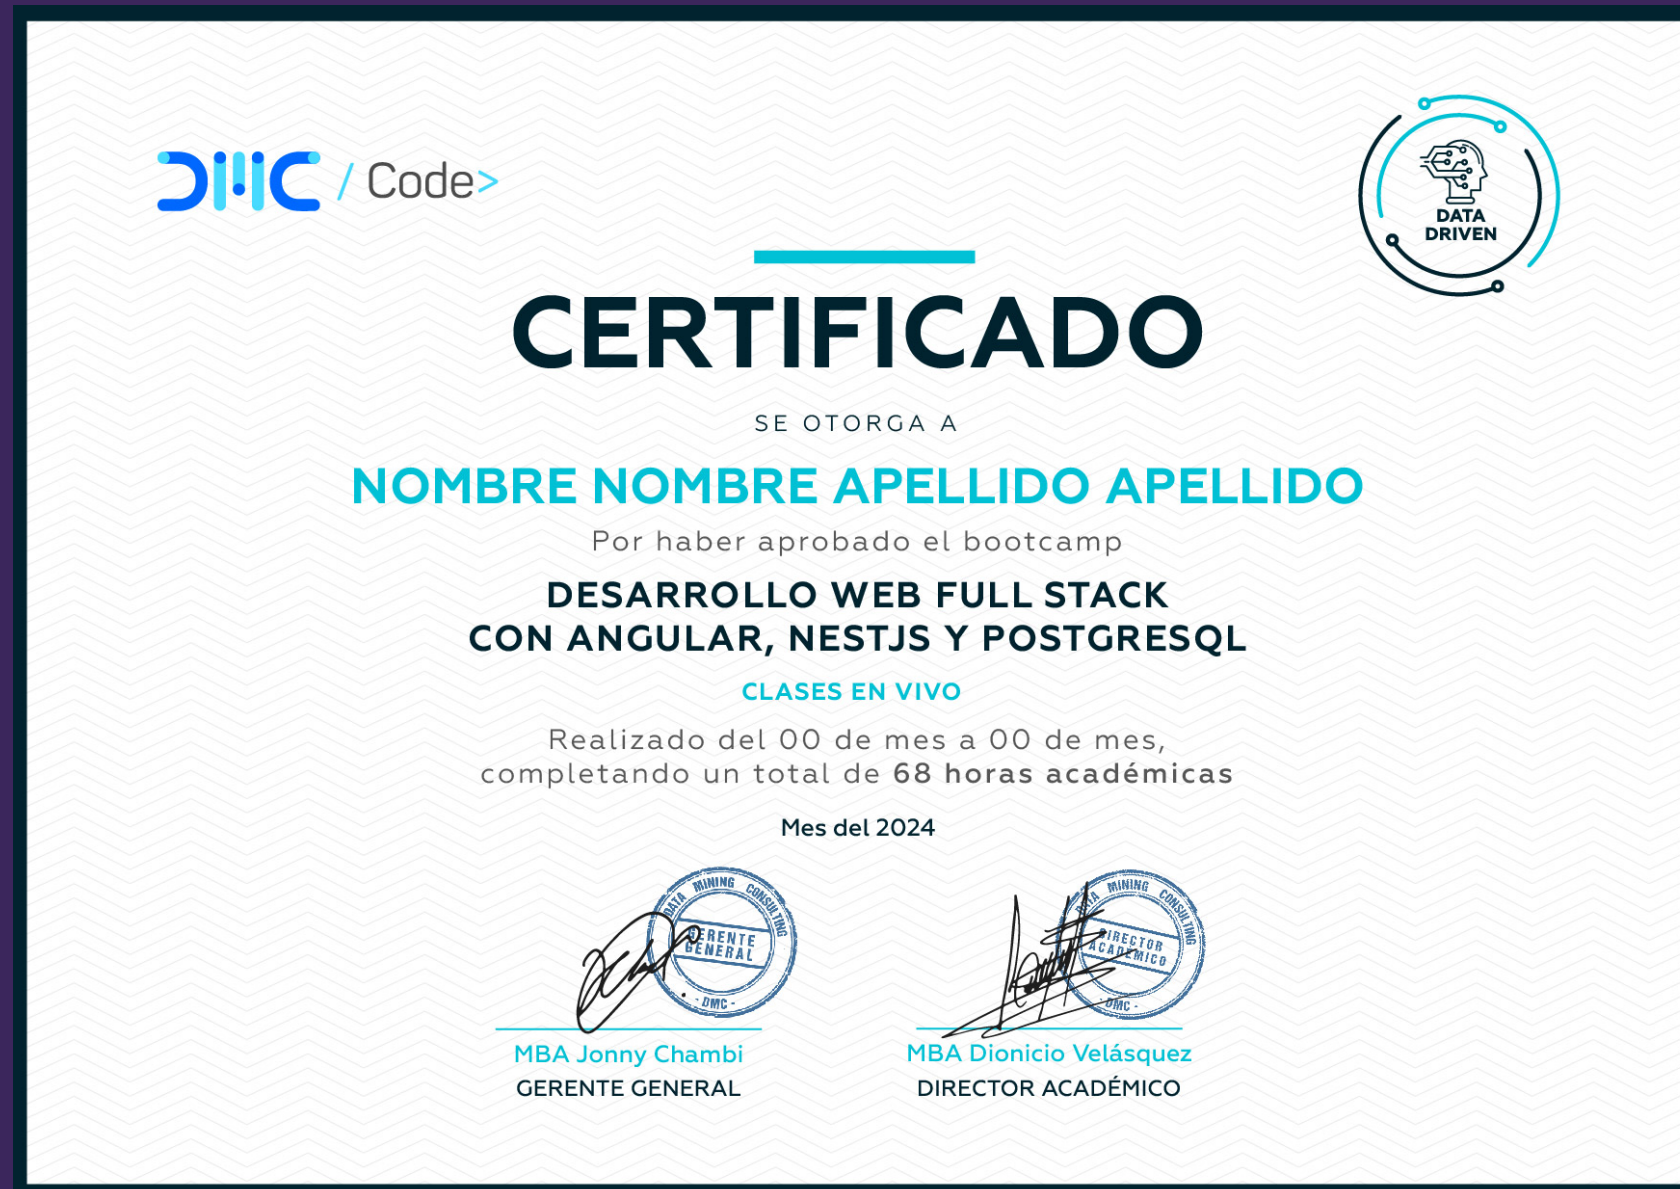 DMC / Code>
DATA
DRIVEN
CERTIFICADO
SE OTORGA A
NOMBRE NOMBRE APELLIDO APELLIDO
Por haber aprobado el bootcamp
DESARROLLO WEB FULL STACK
CON ANGULAR, NESTJS Y POSTGRESQL
CLASES EN VIVO
Realizado del 00 de mes a 00 de mes,
completando un total de 68 horas académicas
Mes del 2024
DATA MINING CONSULTING
GERENTE
GENERAL
- DMC -
DATA MINING CONSULTING
DIRECTOR
ACADÉMICO
- DMC -
MBA Jonny Chambi
GERENTE GENERAL
MBA Dionicio Velásquez
DIRECTOR ACADÉMICO